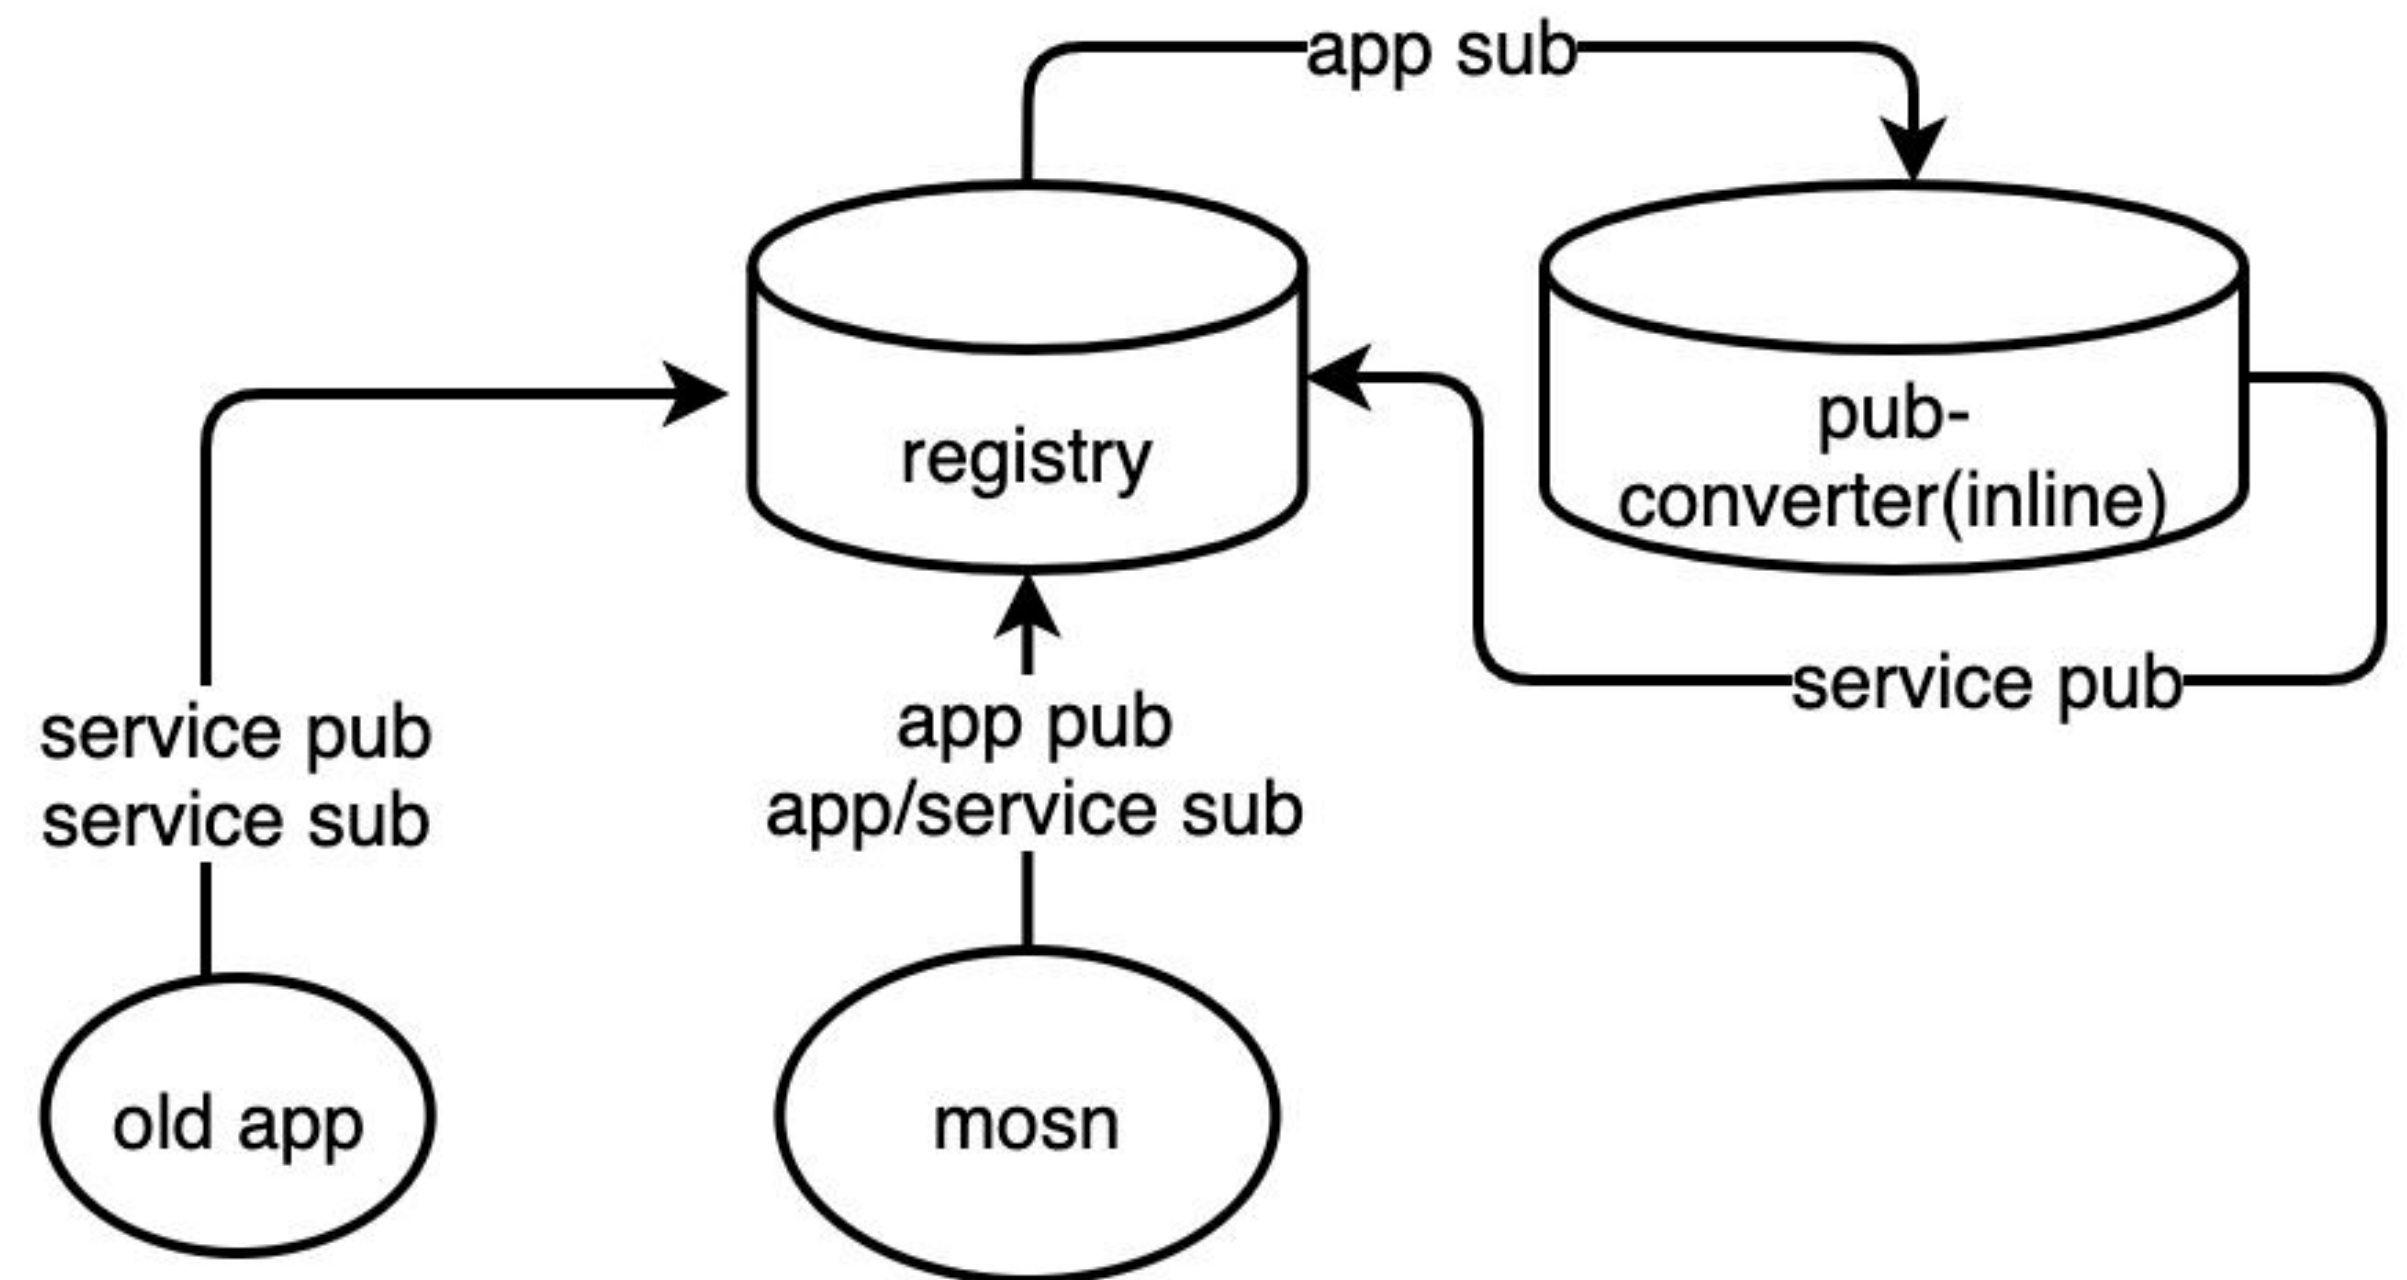 app sub
registry
pub-
converter(inline)
service pub
service pub
service sub
app pub
app/service sub
old app
mosn